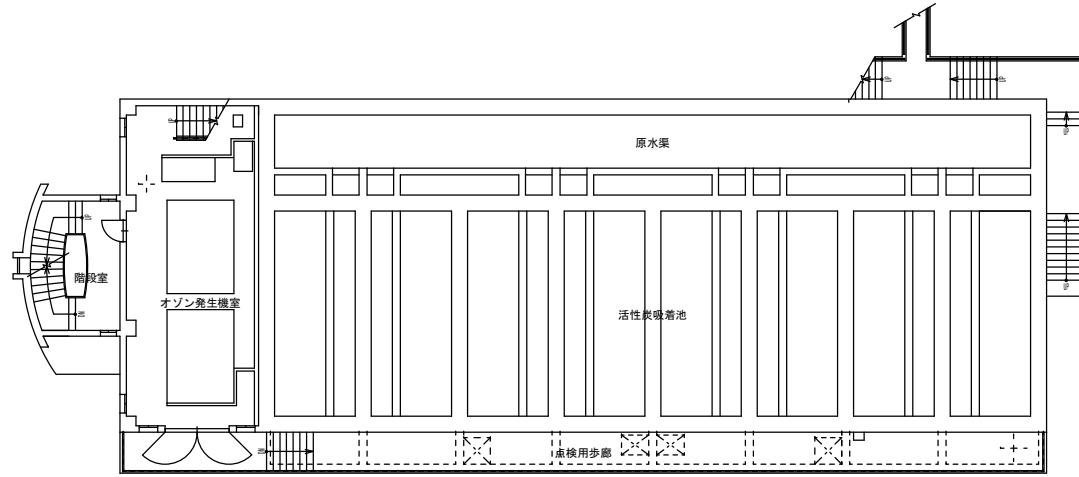 原水渠
階段室
オゾン発生機室
活性炭吸着池
点検用歩廊